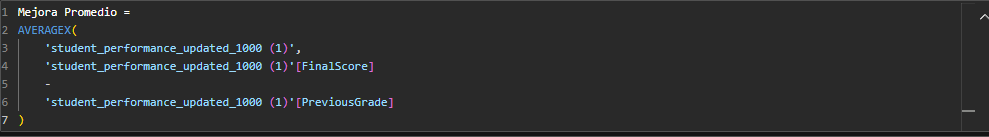 1 Mejora Promedio =
2 AVERAGEX(
3 'student_performance_updated_1000 (1)',
4 'student_performance_updated_1000 (1)'[FinalScore]
5 -
6 'student_performance_updated_1000 (1)'[PreviousGrade]
7 )